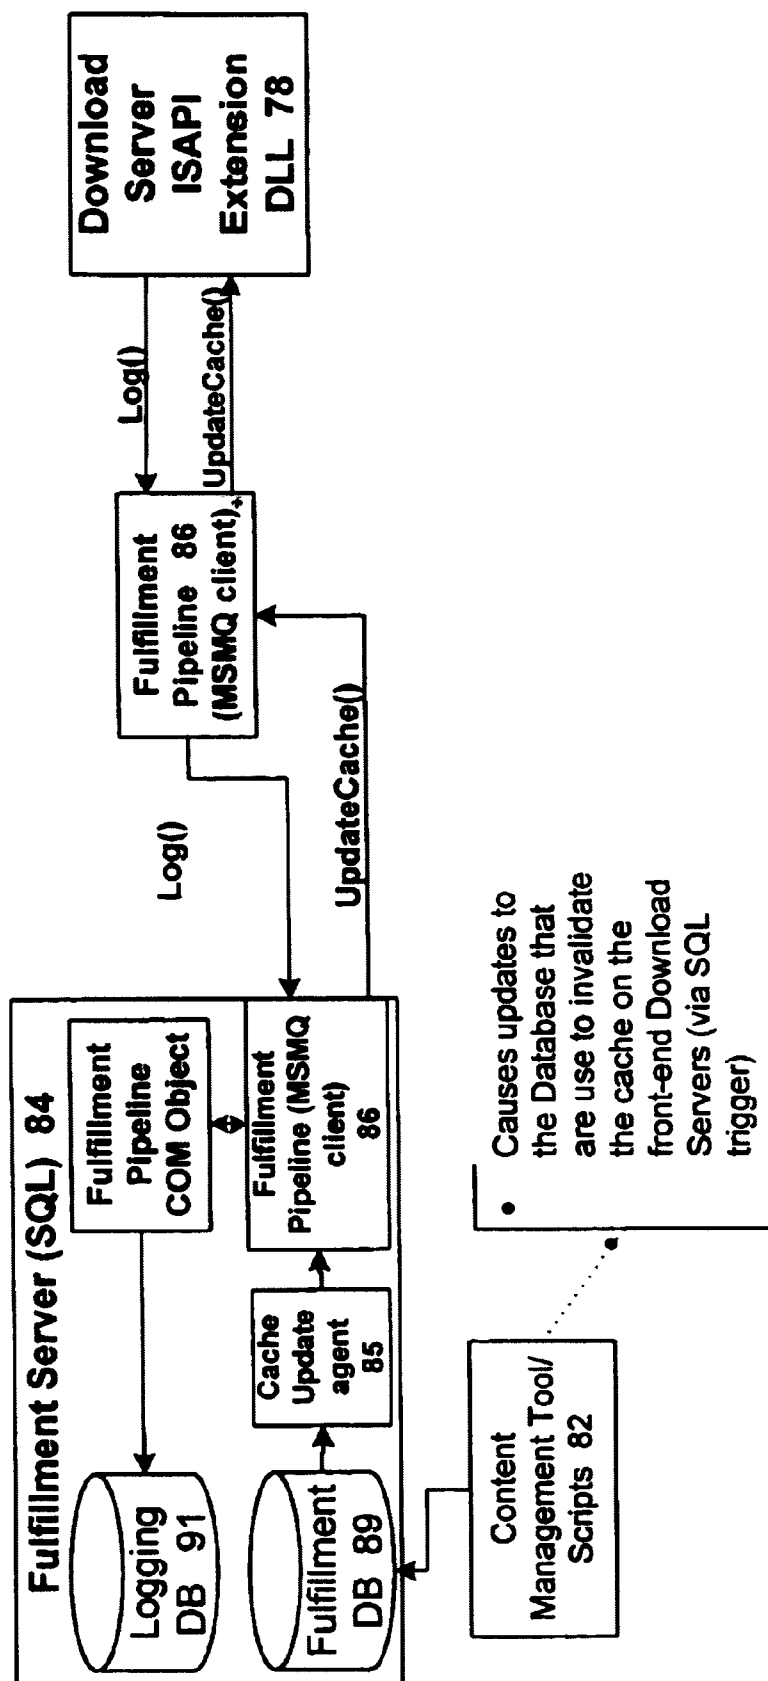 Fulfillment Server (SQL) 84
Logging
DB 91
Fulfillment
Pipeline
COM Object
Fulfillment
DB 89
Cache
Update
agent
85
Fulfillment
Pipeline (MSMQ
client)
86
Log()
UpdateCache()
Fulfillment
Pipeline 86
(MSMQ client)
Log()
UpdateCache()
Download
Server
ISAPI
Extension
DLL 78
Content
Management Tool/
Scripts 82
• Causes updates to
the Database that
are use to invalidate
the cache on the
front-end Download
Servers (via SQL
trigger)